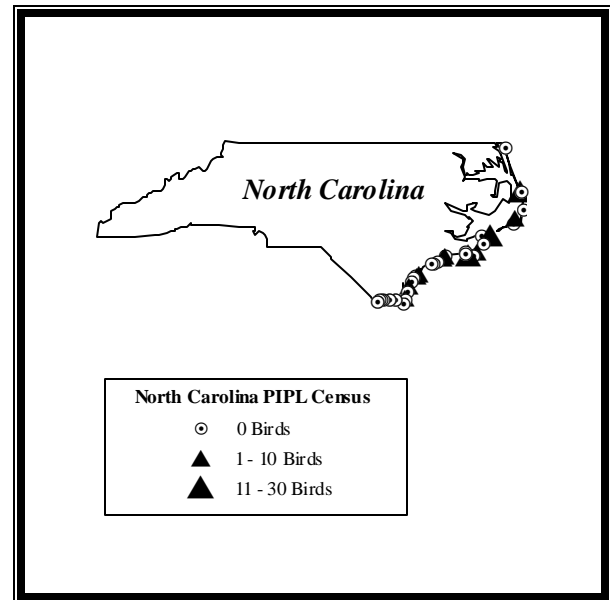 North Carolina
North Carolina PIPL Census
0 Birds
1 - 10 Birds
11 - 30 Birds